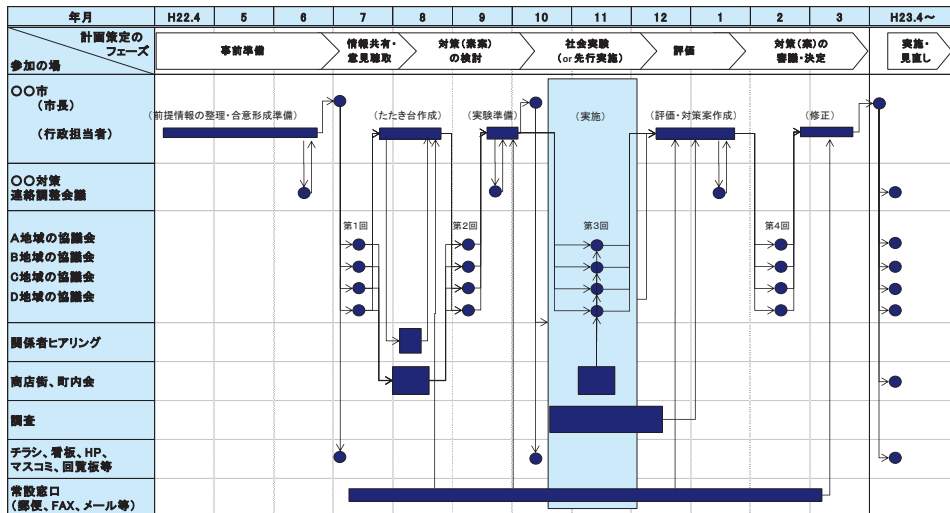 年月 H22.4 5 6 7 8 9 10 11 12 1 2 3 H23.4～
計画策定の
フェーズ
参加の場
事前準備
情報共有・
意見聴取
対策（素案）
の検討
社会実験
（or先行実施）
評価
対策（案）の
審議・決定
実施・
見直し
〇〇市
（市長）
（行政担当者）
（前提情報の整理・合意形成準備）
（たたき台作成）
（実験準備）
（実施）
（評価・対策案作成）
（修正）
〇〇対策
連絡調整会議
第1回
第2回
第3回
第4回
A地域の協議会
B地域の協議会
C地域の協議会
D地域の協議会
関係者ヒアリング
商店街、町内会
調査
チラシ、看板、HP、
マスコミ、回覧板等
常設窓口
（郵便、FAX、メール等）